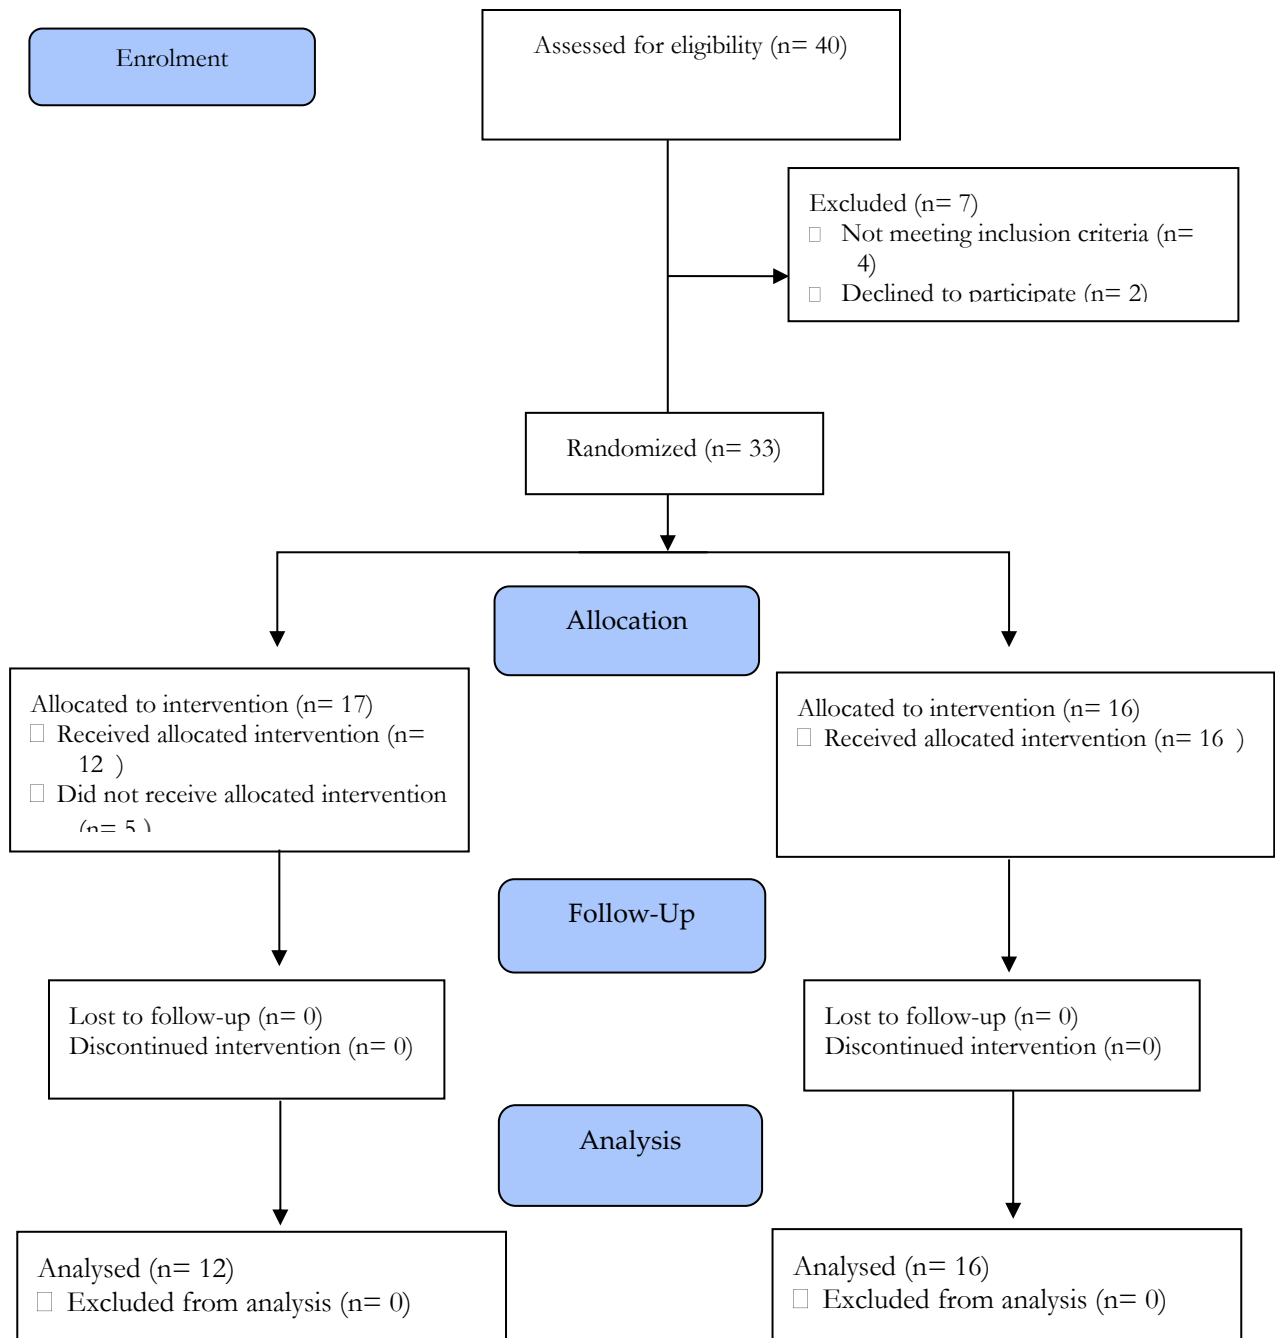 Enrolment
Assessed for eligibility (n= 40)
Excluded (n= 7)
Not meeting inclusion criteria (n=
4)
Declined to participate (n= 2)
Randomized (n= 33)
Allocation
Allocated to intervention (n= 17)
Received allocated intervention (n=
12 )
Did not receive allocated intervention
(n= 5 )
Allocated to intervention (n= 16)
Received allocated intervention (n= 16 )
Follow-Up
Lost to follow-up (n= 0)
Discontinued intervention (n= 0)
Lost to follow-up (n= 0)
Discontinued intervention (n=0)
Analysis
Analysed (n= 12)
Excluded from analysis (n= 0)
Analysed (n= 16)
Excluded from analysis (n= 0)